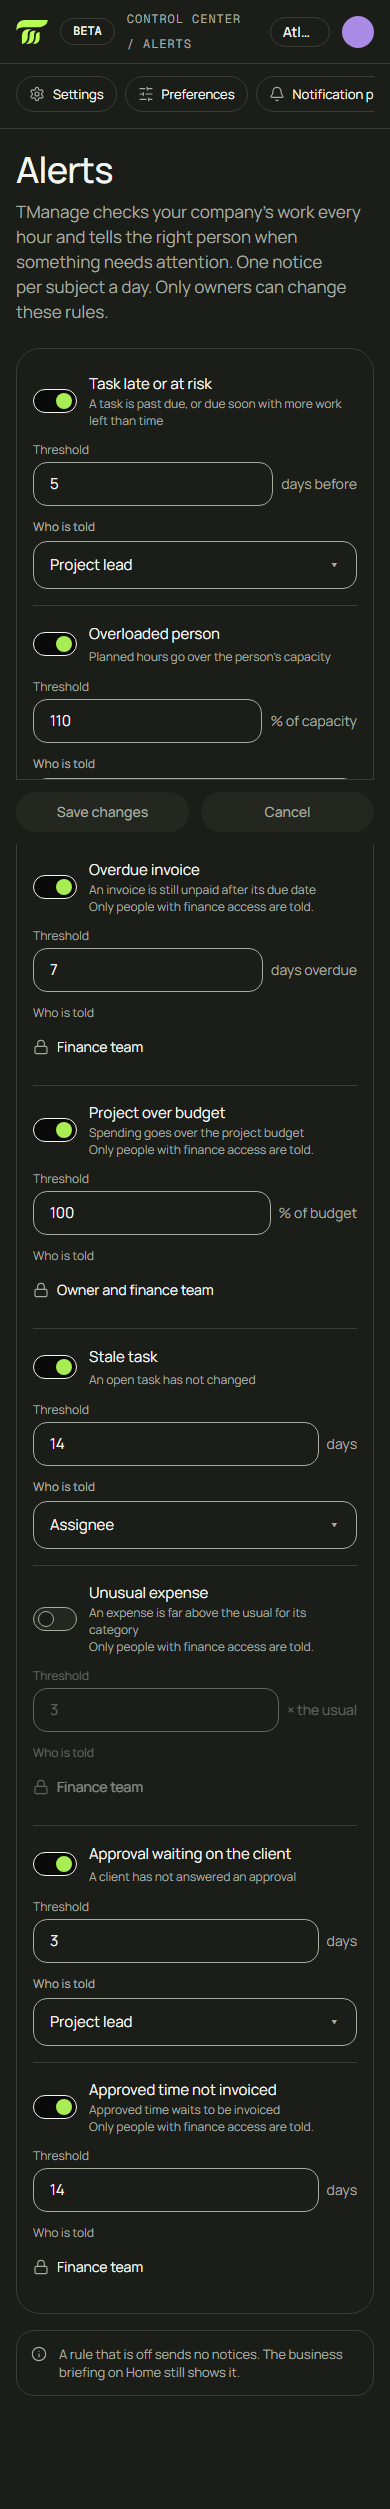 BETA
CONTROL CENTER
/ ALERTS
Atl…
Settings
Preferences
Notification p
Alerts
TManage checks your company's work every
hour and tells the right person when
something needs attention. One notice
per subject a day. Only owners can change
these rules.
Task late or at risk
A task is past due, or due soon with more work
left than time
Threshold
5
days before
Who is told
Project lead
Overloaded person
Planned hours go over the person's capacity
Threshold
110
% of capacity
Who is told
Save changes
Cancel
Overdue invoice
An invoice is still unpaid after its due date
Only people with finance access are told.
Threshold
7
days overdue
Who is told
Finance team
Project over budget
Spending goes over the project budget
Only people with finance access are told.
Threshold
100
% of budget
Who is told
Owner and finance team
Stale task
An open task has not changed
Threshold
14
days
Who is told
Assignee
Unusual expense
An expense is far above the usual for its
category
Only people with finance access are told.
Threshold
3
× the usual
Who is told
Finance team
Approval waiting on the client
A client has not answered an approval
Threshold
3
days
Who is told
Project lead
Approved time not invoiced
Approved time waits to be invoiced
Only people with finance access are told.
Threshold
14
days
Who is told
Finance team
A rule that is off sends no notices. The business
briefing on Home still shows it.